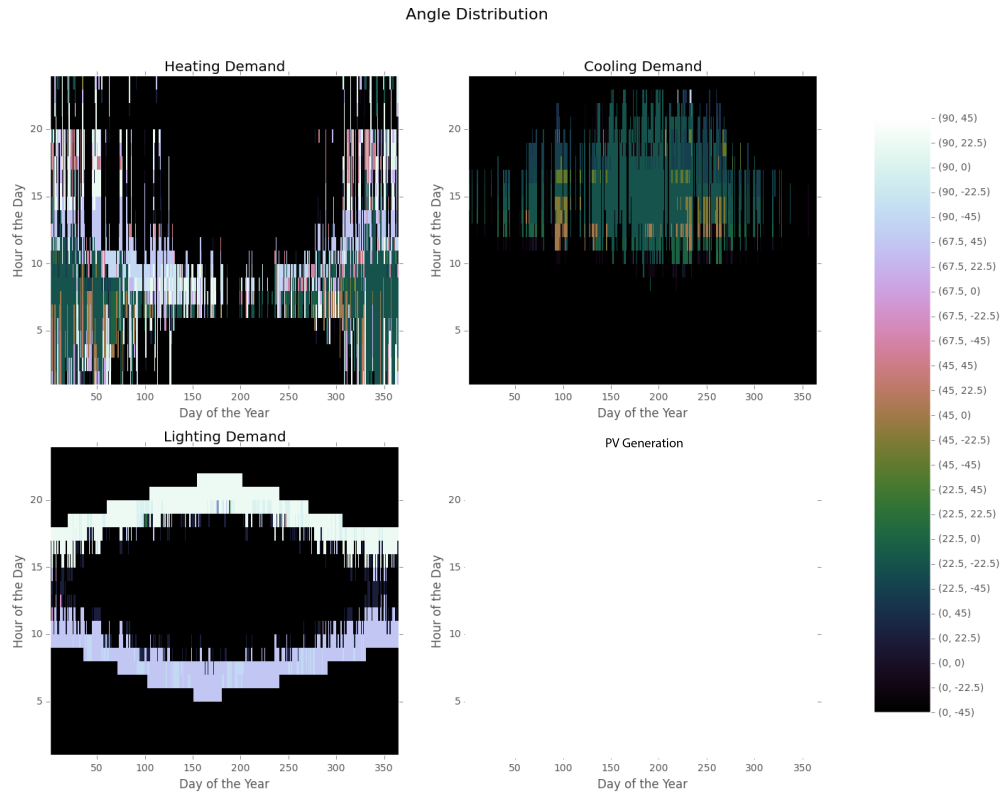 Angle Distribution
Heating Demand
Hour of the Day
20
15
10
5
50 100 150 200 250 300 350
Day of the Year
Cooling Demand
Hour of the Day
20
15
10
5
50 100 150 200 250 300 350
Day of the Year
Lighting Demand
Hour of the Day
20
15
10
5
50 100 150 200 250 300 350
Day of the Year
PV Generation
Hour of the Day
20
15
10
5
50 100 150 200 250 300 350
Day of the Year
(90, 45)
(90, 22.5)
(90, 0)
(90, -22.5)
(90, -45)
(67.5, 45)
(67.5, 22.5)
(67.5, 0)
(67.5, -22.5)
(67.5, -45)
(45, 45)
(45, 22.5)
(45, 0)
(45, -22.5)
(45, -45)
(22.5, 45)
(22.5, 22.5)
(22.5, 0)
(22.5, -22.5)
(0, 45)
(0, 22.5)
(0, 0)
(0, -22.5)
(0, -45)